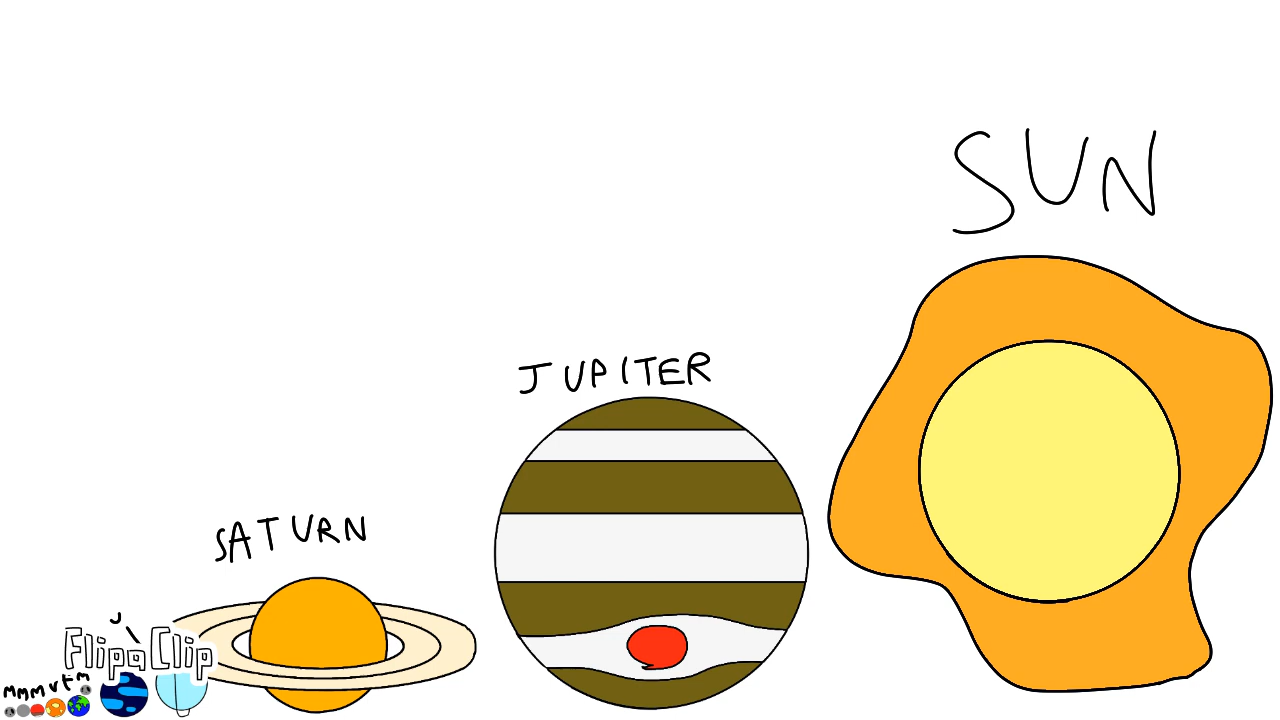 SUN
JUPITER
SATURN
FlipaClip
M M M V E M